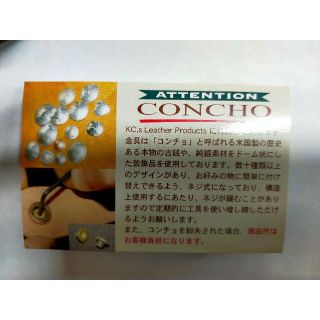 ATTENTION
CONCHO
KC,s Leather Products に
金具は「コンチョ」と呼ばれる米国製の歴史
ある本物の古銭や、純銀素材をドーム状にし
た装飾品を使用しております。数十種類以上
のデザインがあり、お好みの物に簡単に付け
替えできるよう、ネジ式になっており、構造
上使用するにあたり、ネジが緩むことがあり
ますので定期的に工具を使い増し締しただけ
るようお願いします。
また、コンチョを紛失された場合、部品代は
お客様負担になります。